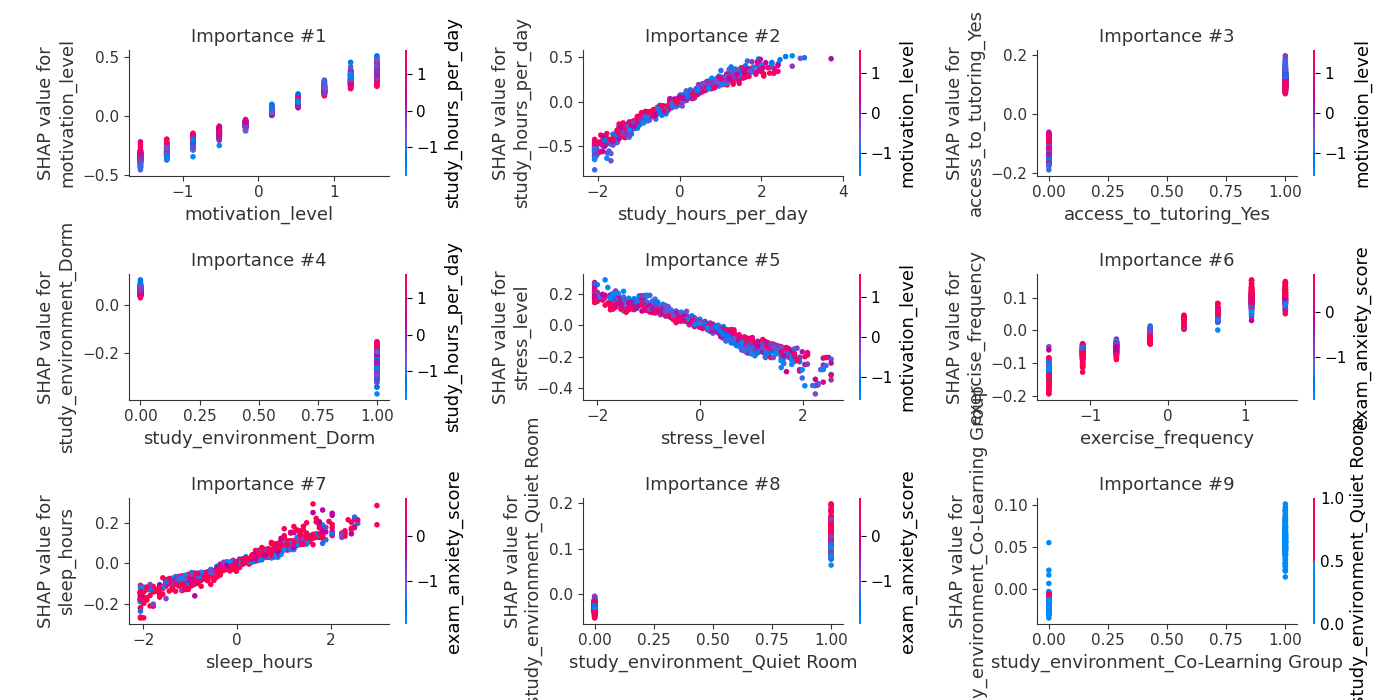 Importance #1
SHAP value for
motivation_level
0.5
0.0
−0.5
−1
0
1
motivation_level
1
0
−1
study_hours_per_day
Importance #2
SHAP value for
study_hours_per_day
0.5
0.0
−0.5
−2
0
2
4
study_hours_per_day
1
0
−1
motivation_level
Importance #3
SHAP value for
access_to_tutoring_Yes
0.2
0.0
−0.2
0.00
0.25
0.50
0.75
1.00
access_to_tutoring_Yes
1
0
−1
motivation_level
Importance #4
SHAP value for
study_environment_Dorm
0.0
−0.2
0.00
0.25
0.50
0.75
1.00
study_environment_Dorm
1
0
−1
study_hours_per_day
Importance #5
SHAP value for
stress_level
0.2
0.0
−0.2
−0.4
−2
0
2
stress_level
1
0
−1
motivation_level
Importance #6
SHAP value for
exercise_frequency
0.1
0.0
−0.1
−0.2
−1
0
1
exercise_frequency
0
−1
exam_anxiety_score
Importance #7
SHAP value for
sleep_hours
0.2
0.0
−0.2
−2
0
2
sleep_hours
0
−1
exam_anxiety_score
Importance #8
SHAP value for
study_environment_Quiet Room
0.2
0.1
0.0
0.00
0.25
0.50
0.75
1.00
study_environment_Quiet Room
0
−1
exam_anxiety_score
Importance #9
SHAP value for
y_environment_Co-Learning Group
0.10
0.05
0.00
0.00
0.25
0.50
0.75
1.00
study_environment_Co-Learning Group
1.0
0.5
0.0
study_environment_Quiet Room